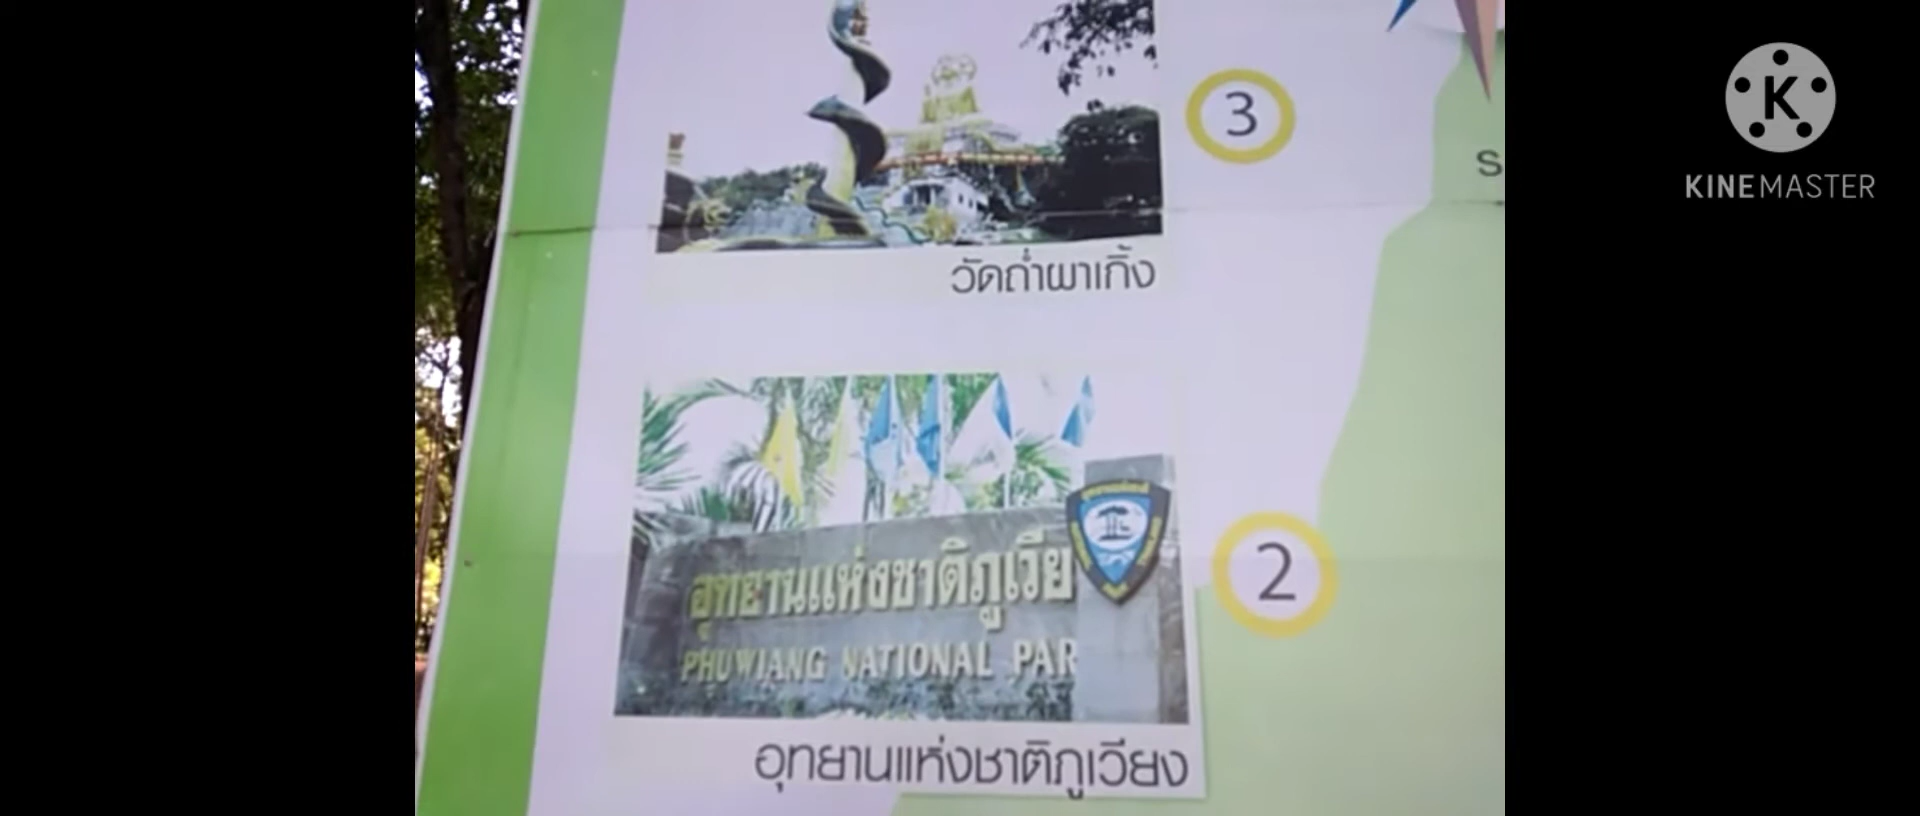 3
วัดถ้ำผาเกิ้ง
อุทยานแห่งชาติภูเวีย
PHUWIANG NATIONAL PAR
2
อุทยานแห่งชาติภูเวียง
S
K
KINEMASTER